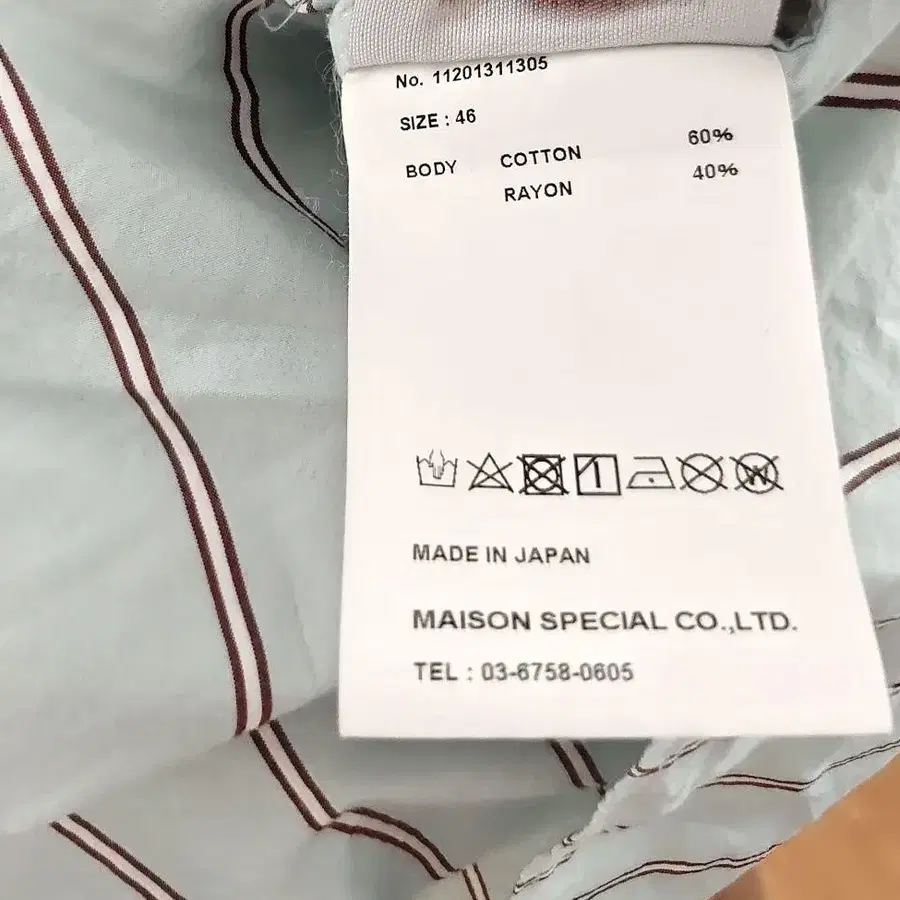 No. 11201311305
SIZE : 46
BODY COTTON 60%
RAYON 40%
MADE IN JAPAN
MAISON SPECIAL CO.,LTD.
TEL : 03-6758-0605